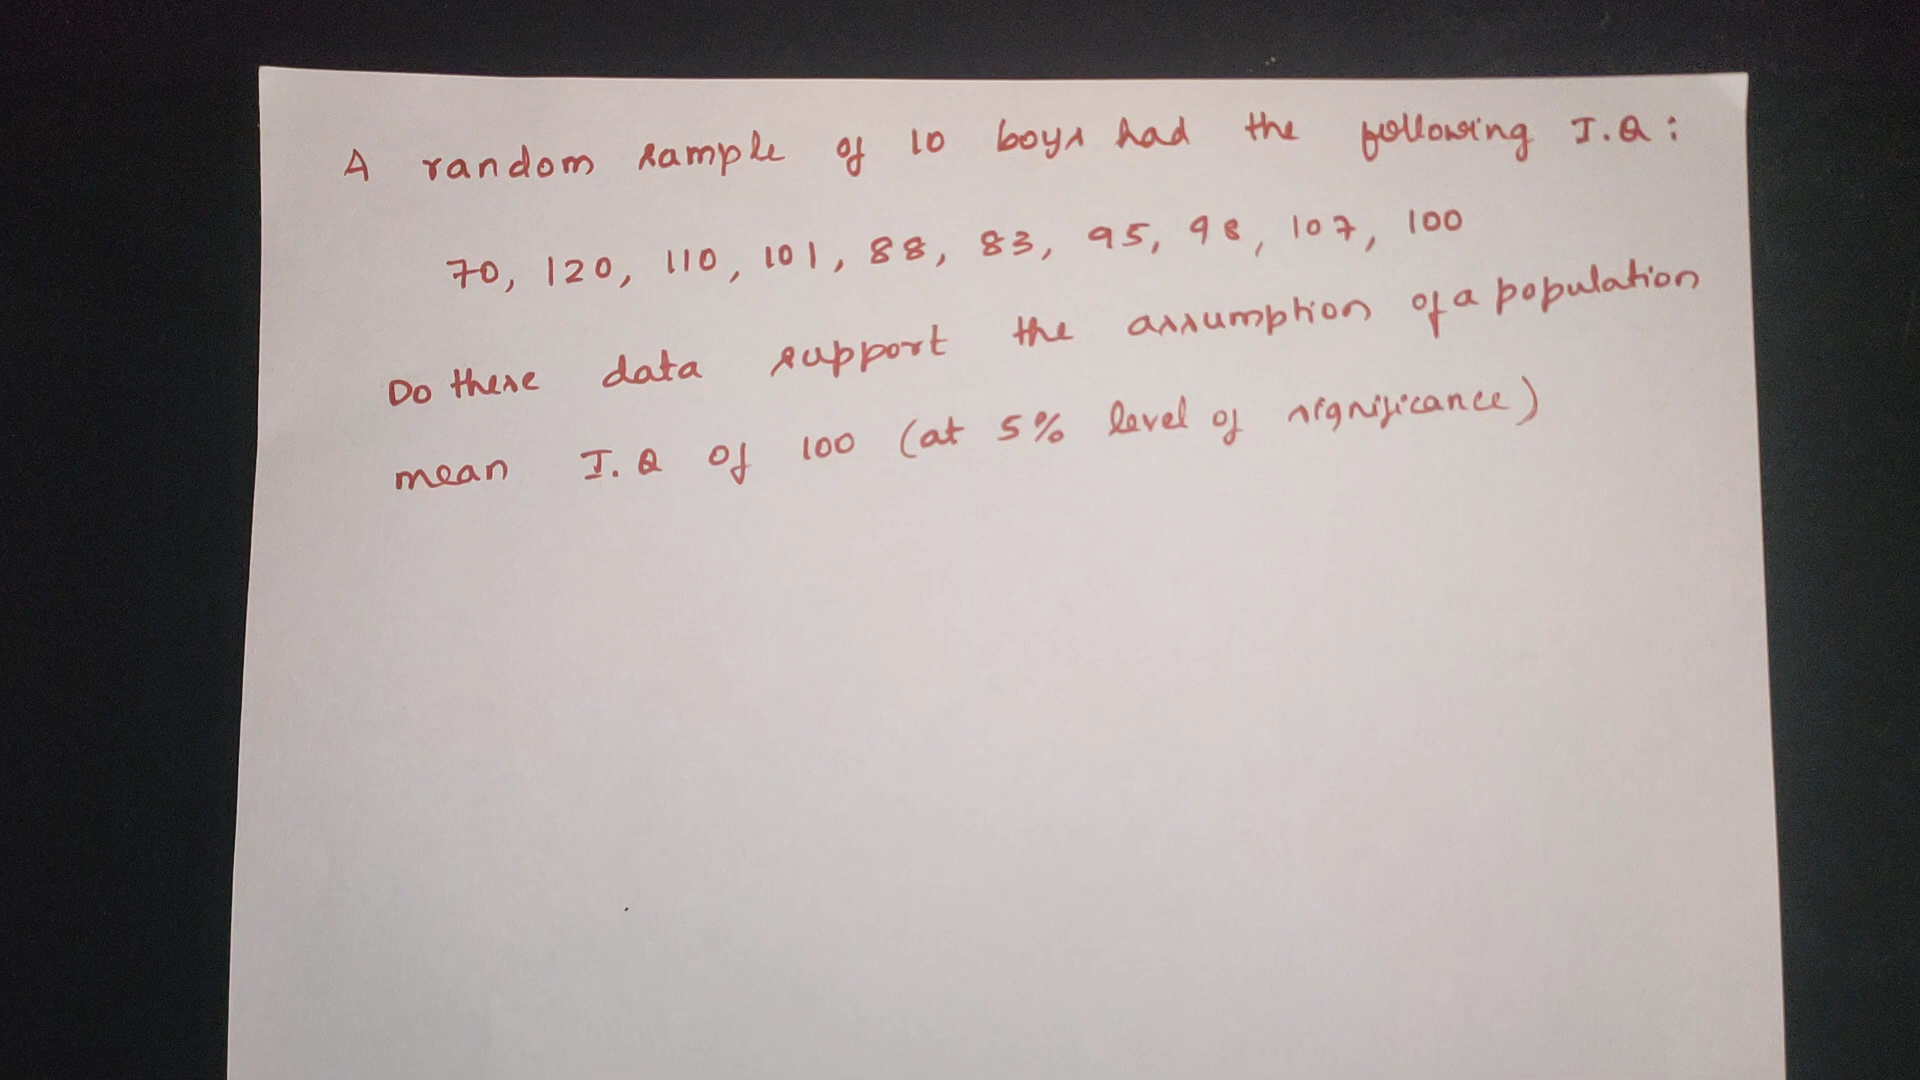 A random sample of 10 boys had the following I.Q:
70, 120, 110, 101, 88, 83, 95, 98, 107, 100
Do these data support the assumption of a population
mean I.Q of 100 (at 5% level of significance)